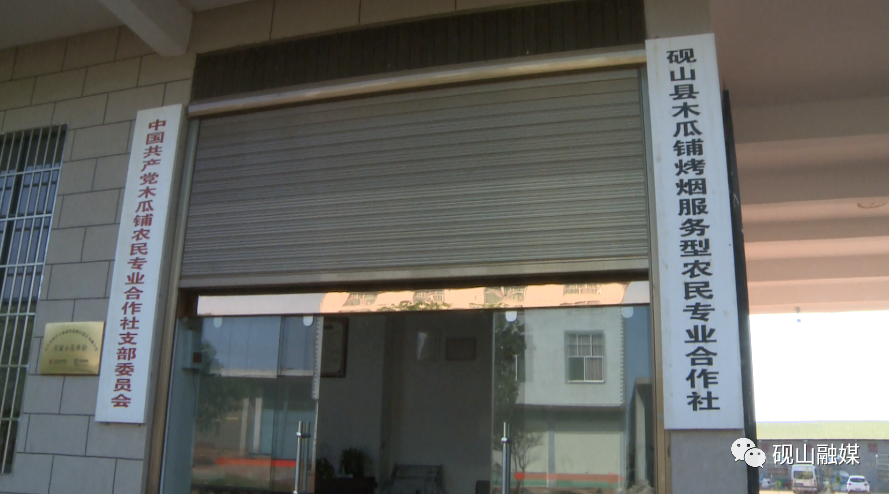 中国共产党木瓜铺农民专业合作社支部委员会
砚山县木瓜铺烤烟服务型农民专业合作社
砚山融媒